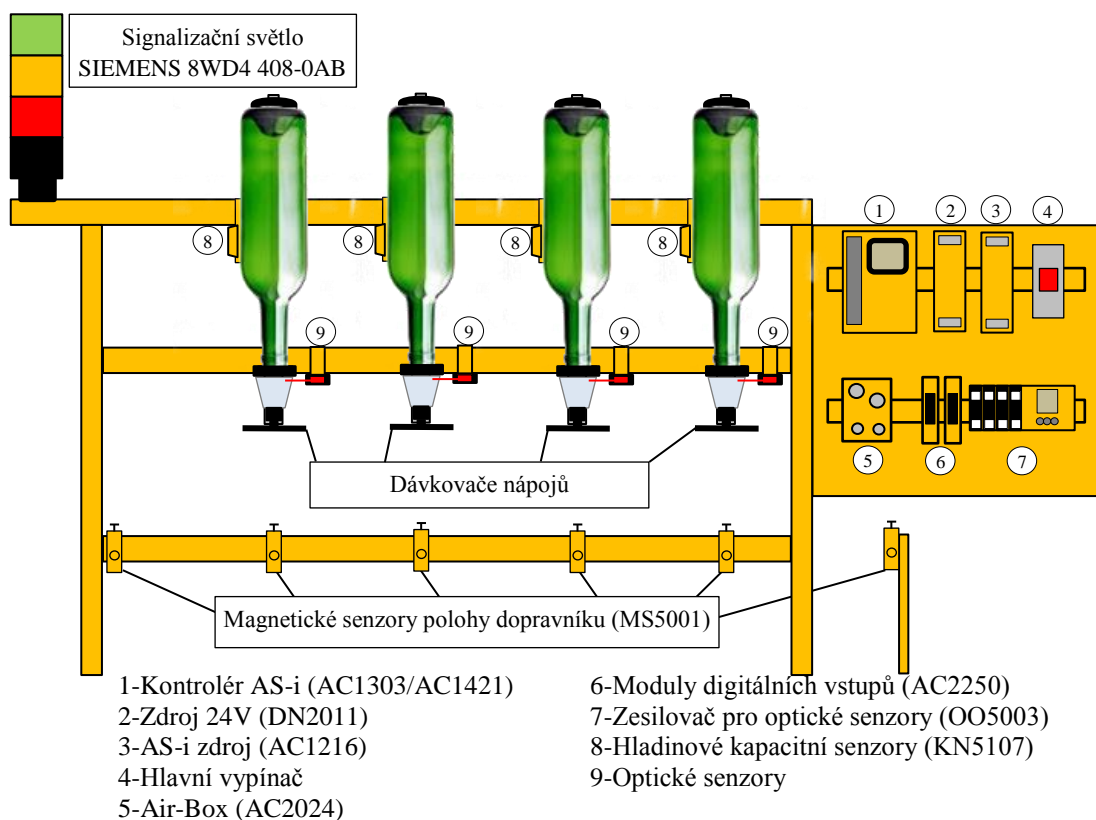 Signalizační světlo
SIEMENS 8WD4 408-0AB
1
2
3
4
8
8
8
8
9
9
9
9
5
6
7
Dávkovače nápojů
Magnetické senzory polohy dopravníku (MS5001)
1-Kontrolér AS-i (AC1303/AC1421)
2-Zdroj 24V (DN2011)
3-AS-i zdroj (AC1216)
4-Hlavní vypínač
5-Air-Box (AC2024)
6-Moduly digitálních vstupů (AC2250)
7-Zesilovač pro optické senzory (OO5003)
8-Hladinové kapacitní senzory (KN5107)
9-Optické senzory